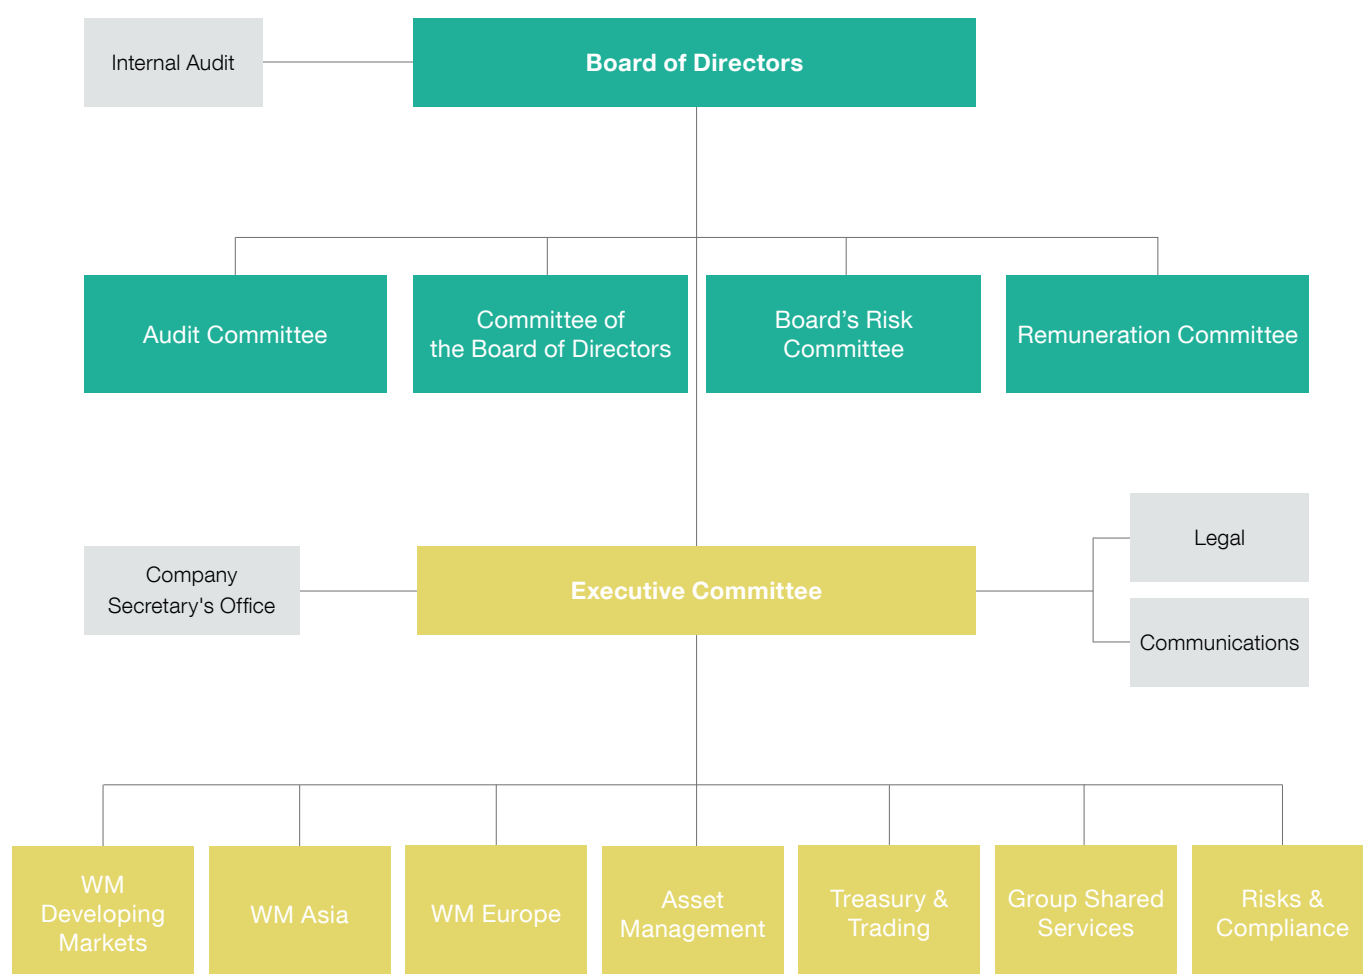 Internal Audit
Board of Directors
Audit Committee
Committee of
the Board of Directors
Board’s Risk
Committee
Remuneration Committee
Company
Secretary's Office
Executive Committee
Legal
Communications
WM
Developing
Markets
WM Asia
WM Europe
Asset
Management
Treasury &
Trading
Group Shared
Services
Risks &
Compliance